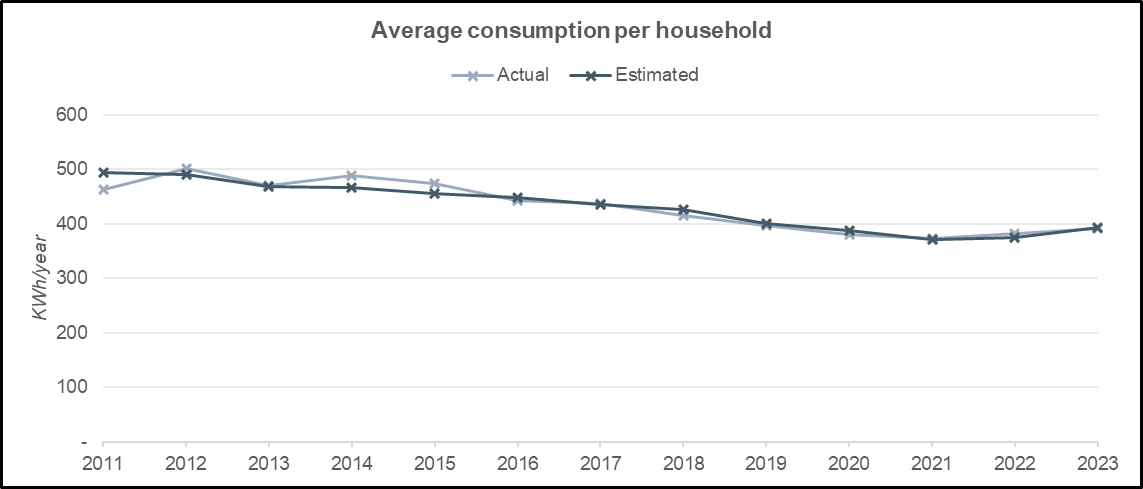 Average consumption per household
Actual Estimated
KWh/year
600
500
400
300
200
100
-
2011 2012 2013 2014 2015 2016 2017 2018 2019 2020 2021 2022 2023